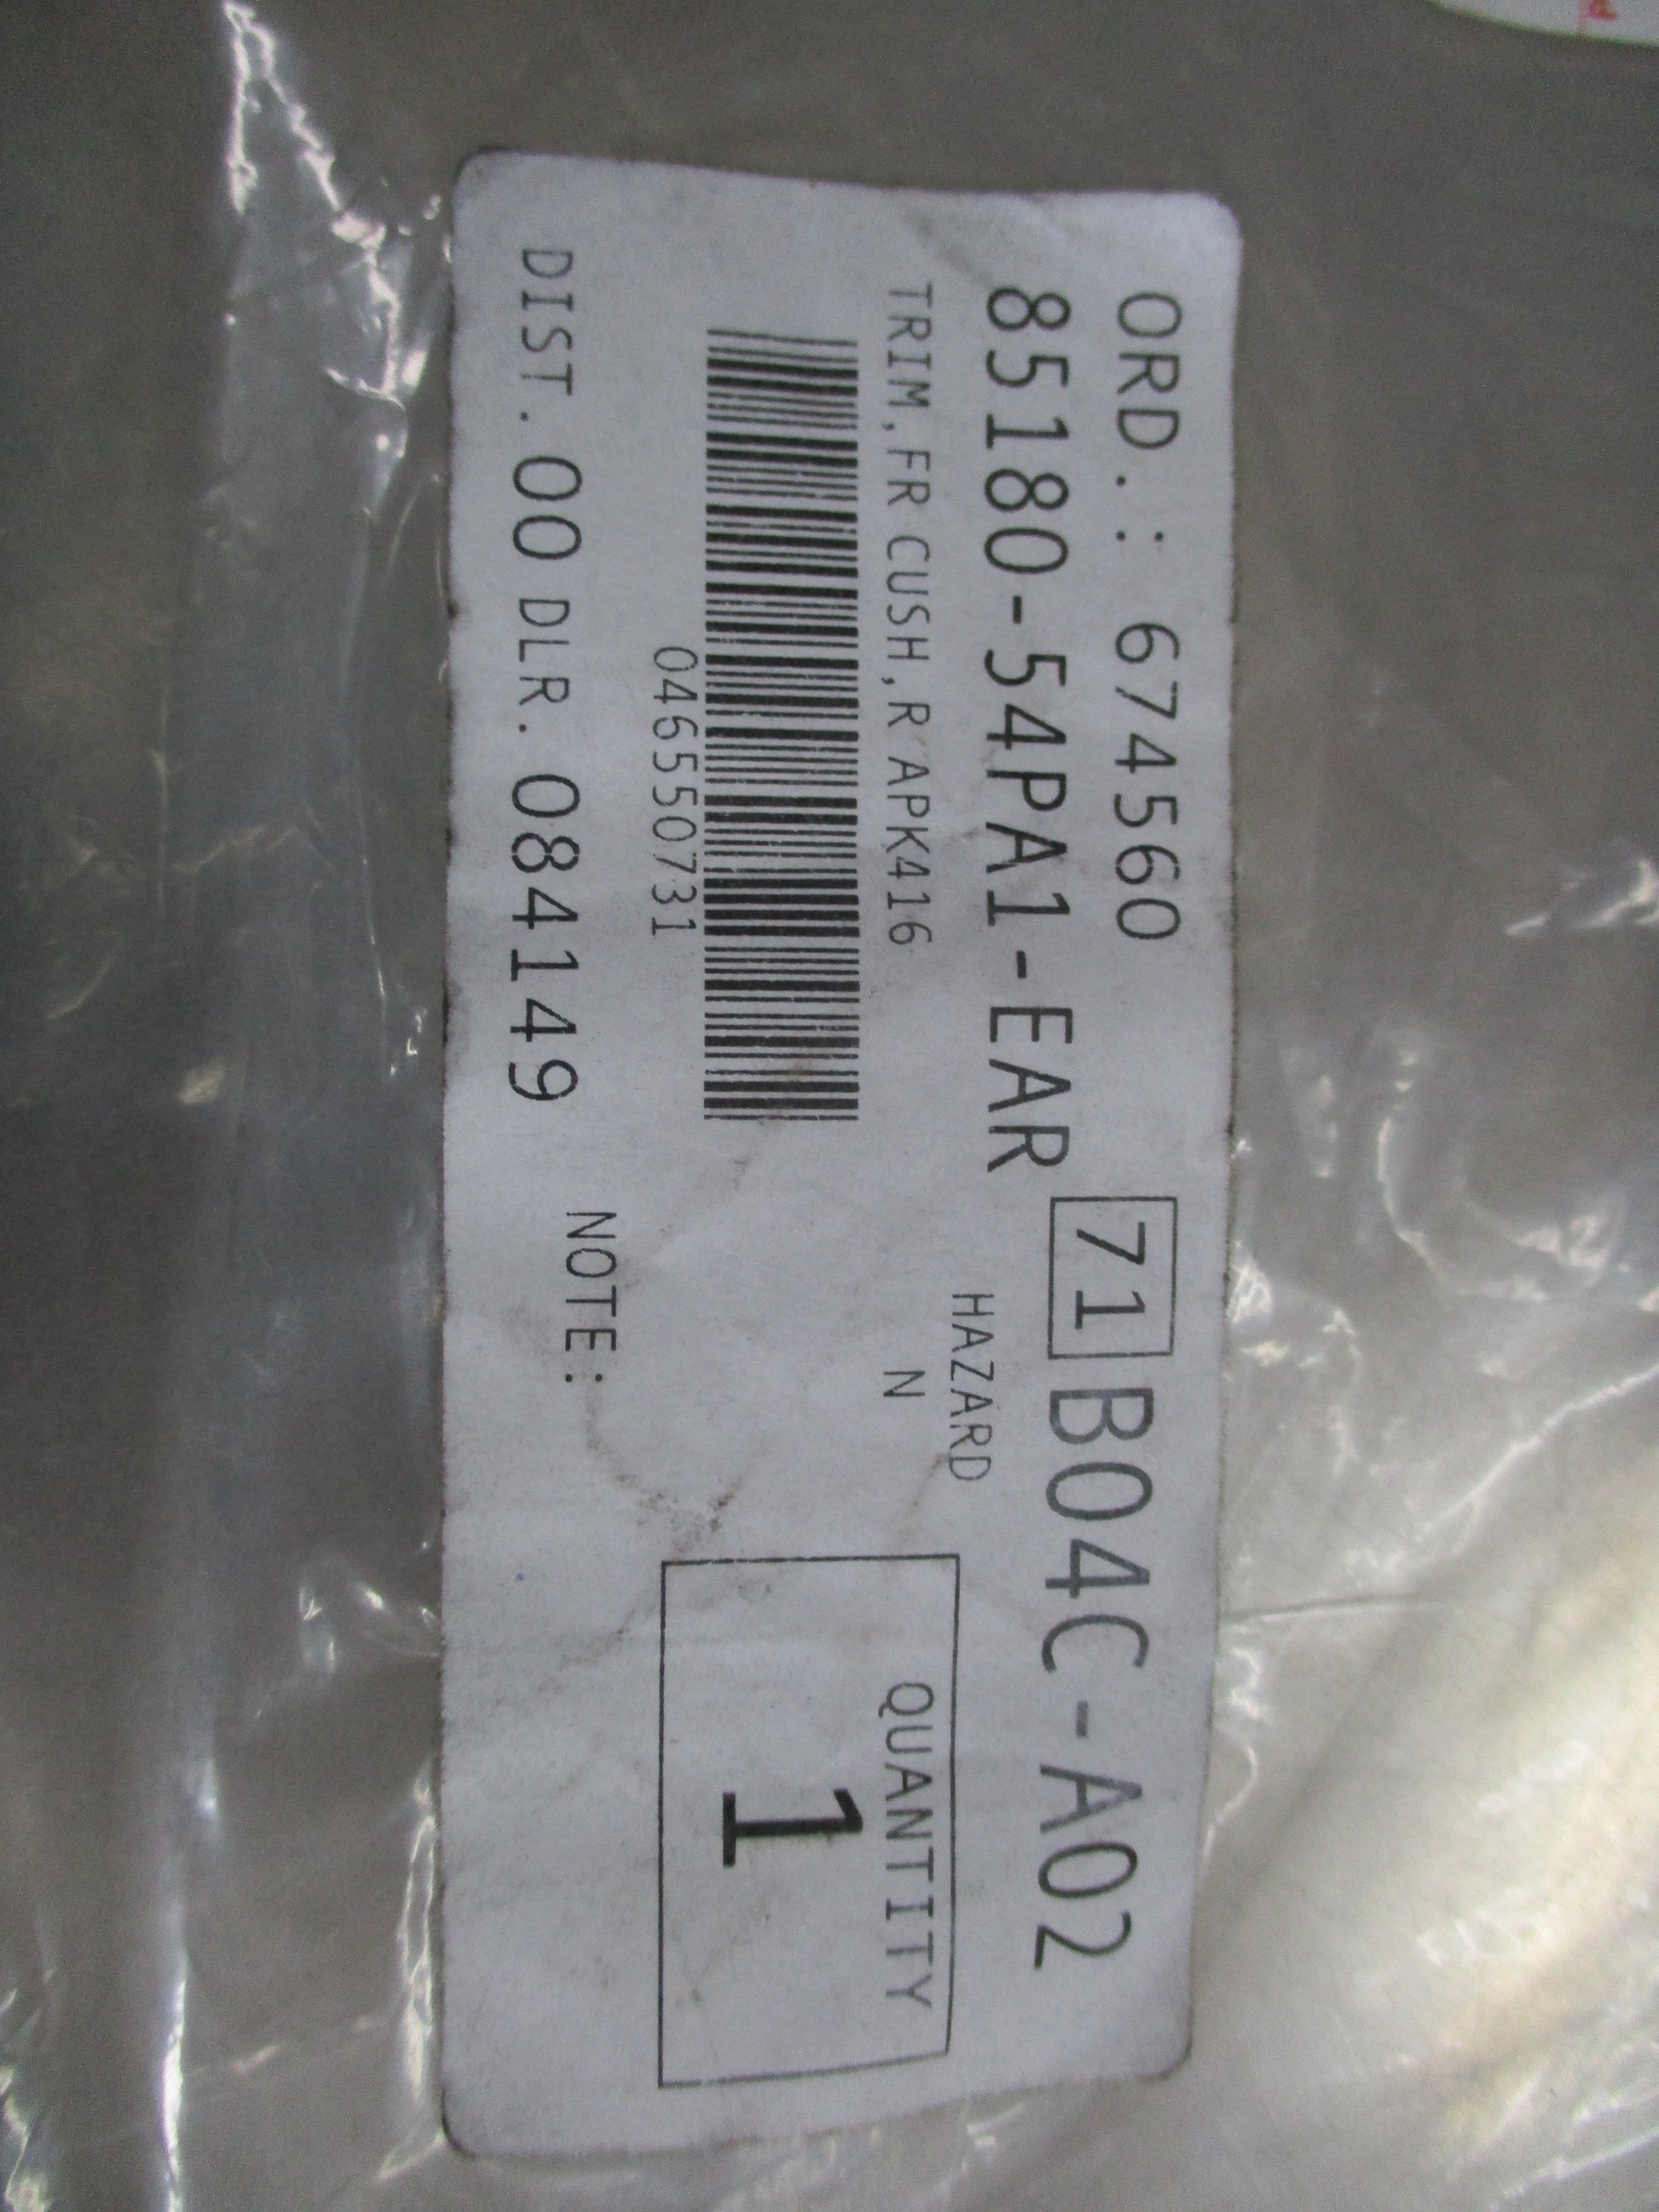 ORD.: 674560
71 B04C-A02
85180-54PA1-EAR
HAZARD
TRIM,FR CUSH,R APK416
N
QUANTITY
1
0465550731
NOTE:
DIST. 00 DLR. 084149